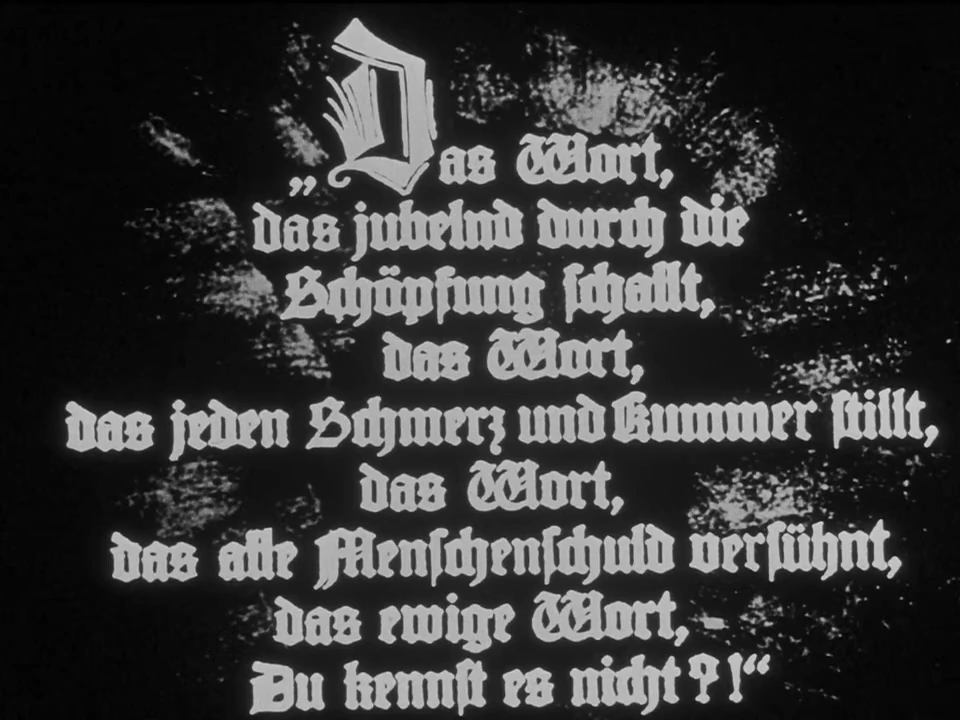 „Das Wort,
das jubelnd durch die
Schöpfung schallt,
das Wort,
das jeden Schmerz und Kummer stillt,
das Wort,
das alle Menschenschuld versühnt,
das ewige Wort, –
Du kennst es nicht?!“